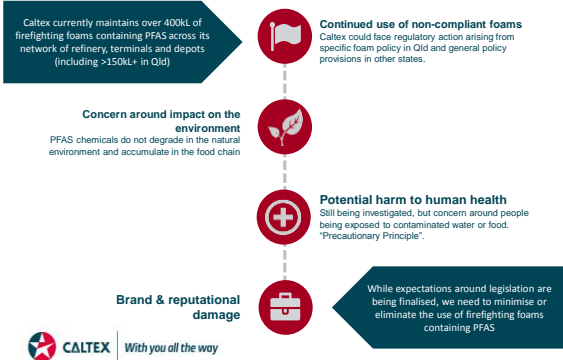 Caltex currently maintains over 400kL of
firefighting foams containing PFAS across its
network of refinery, terminals and depots
(including >150kL+ in Qld)
Continued use of non-compliant foams
Caltex could face regulatory action arising from
specific foam policy in Qld and general policy
provisions in other states.
Concern around impact on the
environment
PFAS chemicals do not degrade in the natural
environment and accumulate in the food chain
Potential harm to human health
Still being investigated, but concern around people
being exposed to contaminated water or food.
“Precautionary Principle”.
Brand & reputational
damage
While expectations around legislation are
being finalised, we need to minimise or
eliminate the use of firefighting foams
containing PFAS
CALTEX With you all the way